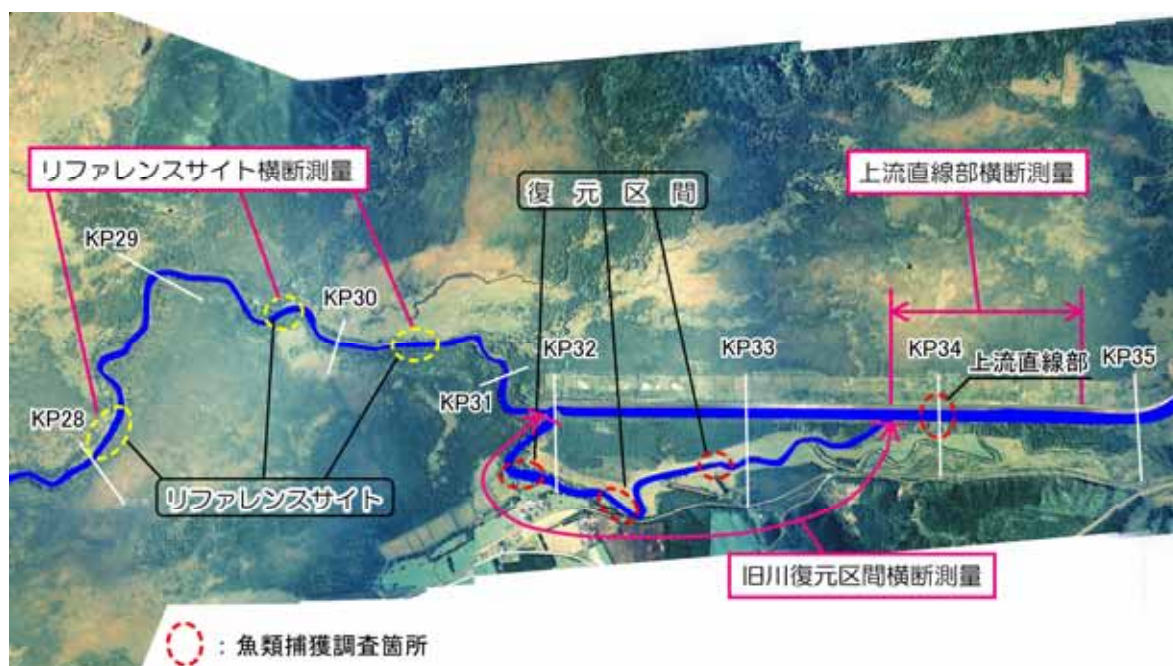 リファレンスサイト横断測量
復元区間
上流直線部横断測量
KP29
KP30
KP32
KP33
KP34
KP35
上流直線部
KP31
KP28
リファレンスサイト
旧川復元区間横断測量
：魚類捕獲調査箇所